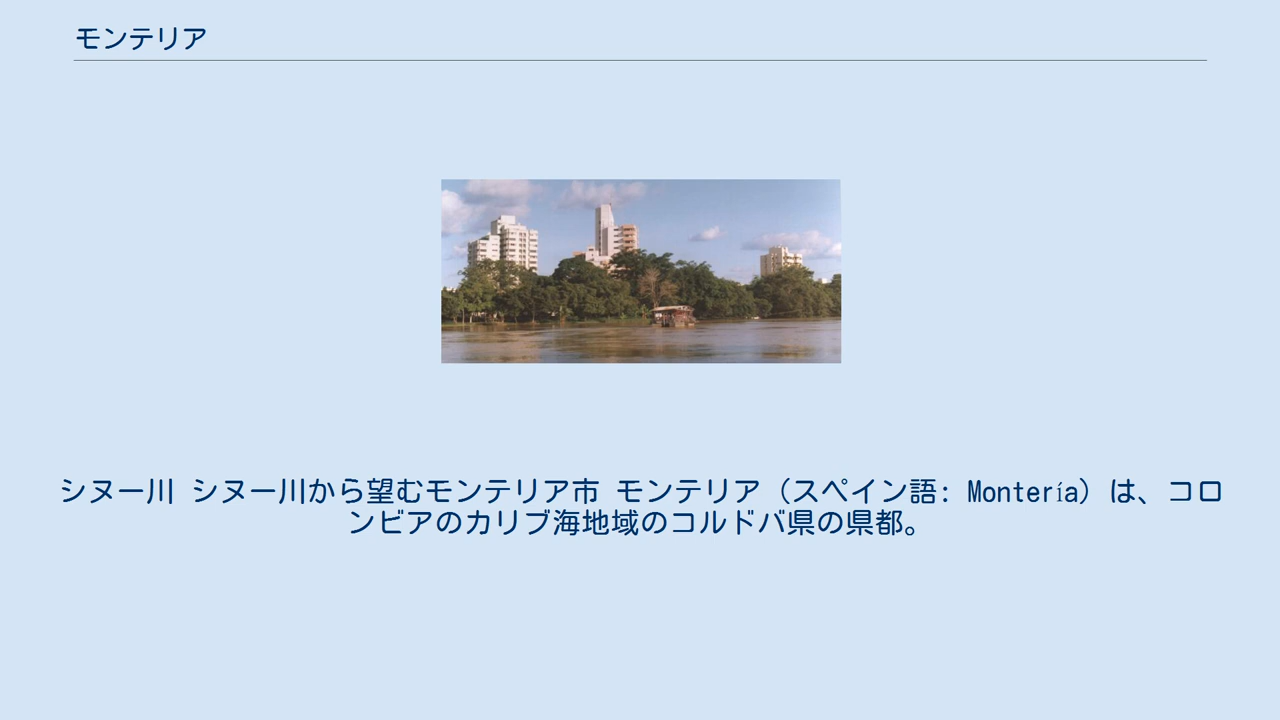 モンテリア
シヌー川 シヌー川から望むモンテリア市 モンテリア（スペイン語: Montería）は、コロ
ンビアのカリブ海地域のコルドバ県の県都。